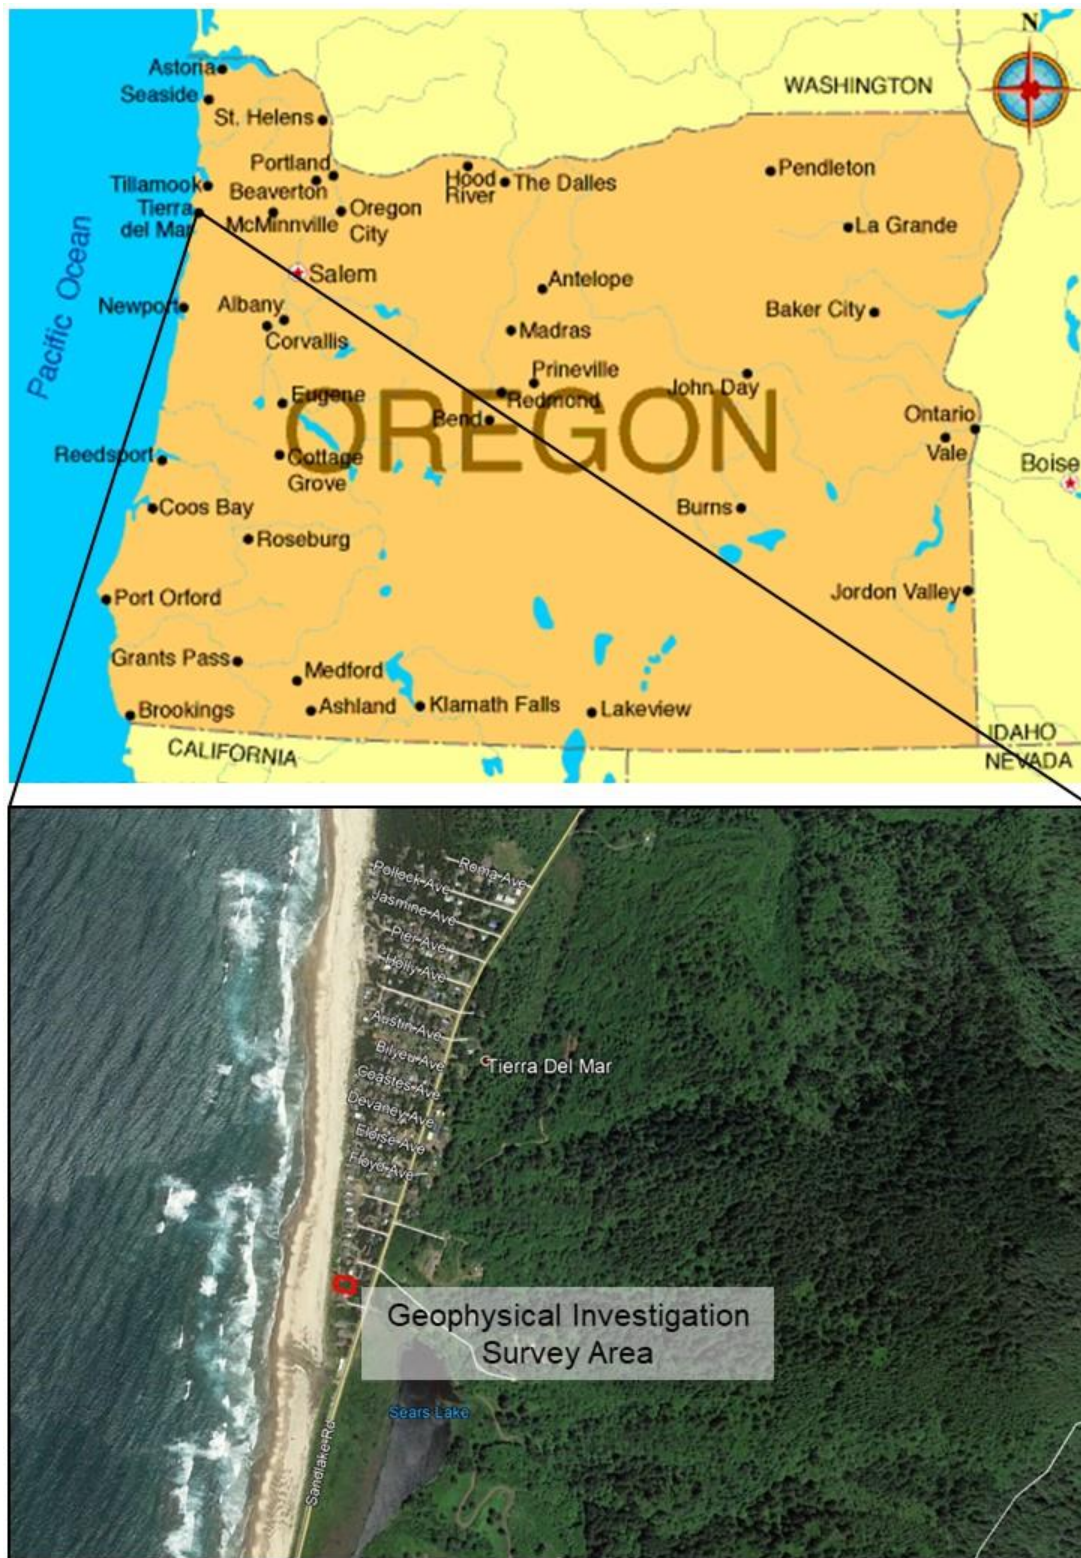 N
WASHINGTON
Astoria
Seaside
St. Helens
Portland
Beaverton
Hood
River
The Dalles
Pendleton
Tillamook
Tierra
del Mar
McMinnville
Oregon
City
La Grande
Pacific Ocean
Salem
Antelope
Newport
Albany
Corvallis
Madras
Baker City
Prineville
Redmond
John Day
Eugene
OREGON
Bend
Ontario
Vale
Boise
Reedsport
Cottage
Grove
Coos Bay
Burns
Roseburg
Port Orford
Jordon Valley
Grants Pass
Medford
Brookings
Ashland
Klamath Falls
Lakeview
CALIFORNIA
IDAHO
NEVADA
Roma Ave
Pollock Ave
Jasmine Ave
Pier Ave
Holly Ave
Austin Ave
Bilyeu Ave
Tierra Del Mar
Coastes Ave
Devaney Ave
Eloise Ave
Floyd Ave
Geophysical Investigation
Survey Area
Sears Lake
Sandlake Rd